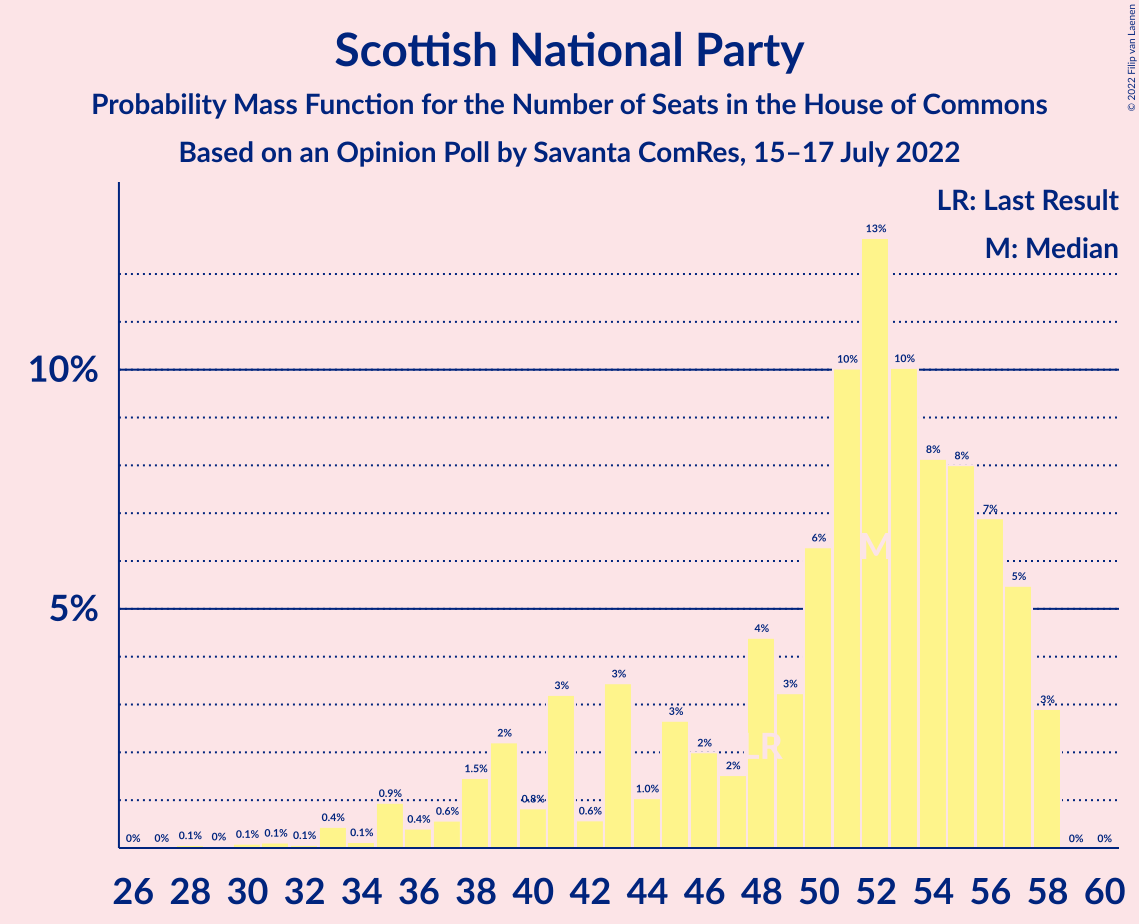 Scottish National Party
Probability Mass Function for the Number of Seats in the House of Commons
Based on an Opinion Poll by Savanta ComRes, 15–17 July 2022
© 2022 Filip van Laenen
LR: Last Result
M: Median
10%
5%
0% 0% 0.1% 0% 0.1% 0.1% 0.1% 0.4% 0.1% 0.9% 0.4% 0.6% 1.5% 2% 0.8% 3% 0.6% 3% 1.0% 3% 2% 2% 4% 3% 6% 10% 13% 10% 8% 8% 7% 5% 3% 0% 0%
M
LR
26 28 30 32 34 36 38 40 42 44 46 48 50 52 54 56 58 60